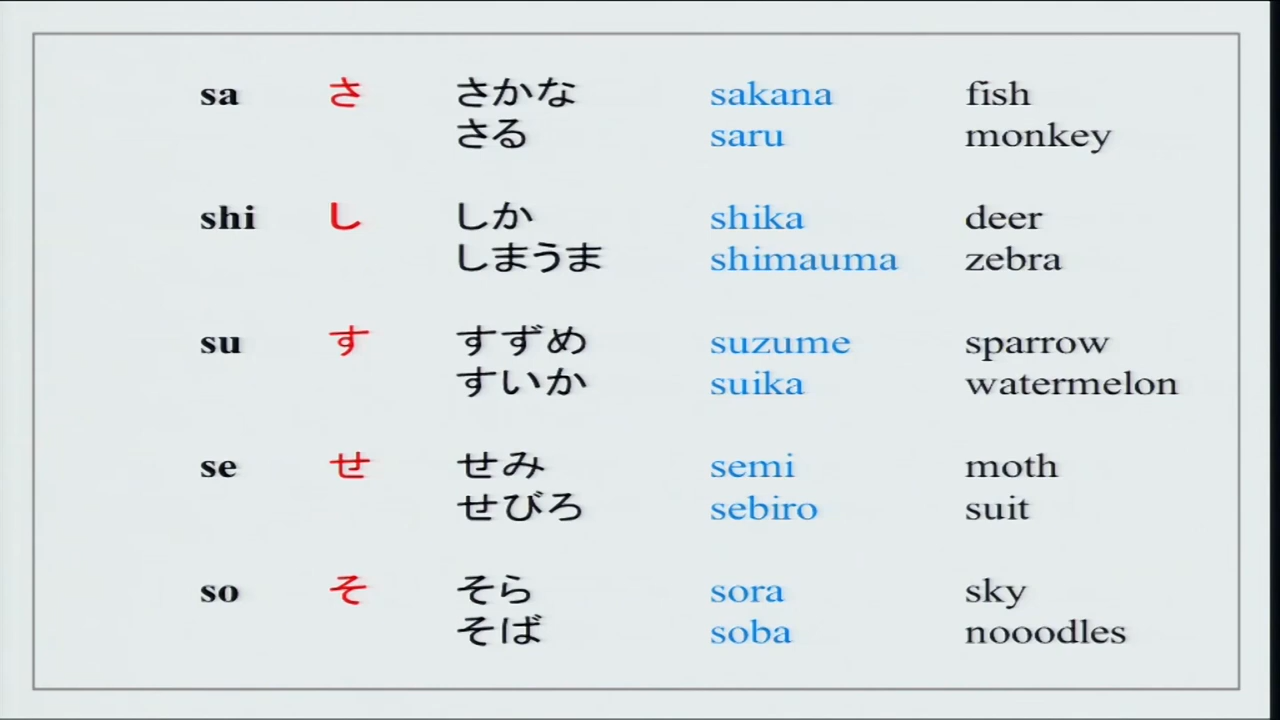 sa さ さかな sakana fish
さる saru monkey
shi し しか shika deer
しまうま shimauma zebra
su す すずめ suzume sparrow
すいか suika watermelon
se せ せみ semi moth
せびろ sebiro suit
so そ そら sora sky
そば soba nooodles